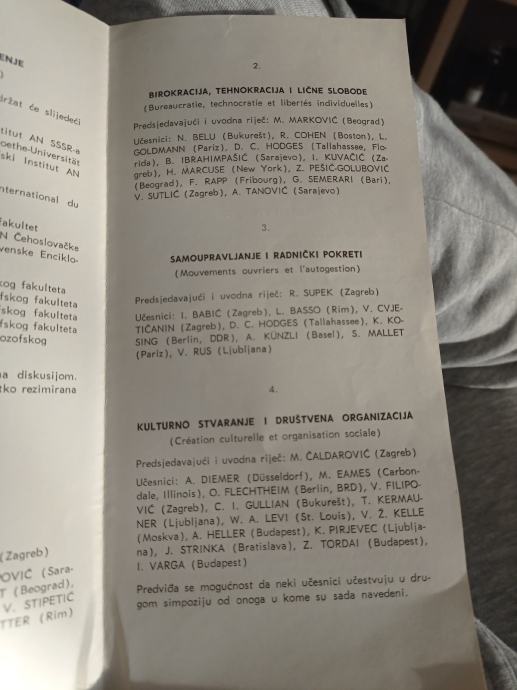 ENJE
)
držat će slijedeći
titut AN SSSR-a
oethe-Universität
ski Institut AN
nternational du
fakultet
N Čehoslovačke
venske Enciklo-
kog fakulteta
fskog fakulteta
fskog fakulteta
fskog fakulteta
ozofskog
na diskusijom.
tko rezimirana
(Zagreb)
OVIĆ (Sara-
T (Beograd),
V. STIPETIĆ
TTER (Rim)
2.
BIROKRACIJA, TEHNOKRACIJA I LIČNE SLOBODE
(Bureaucratie, technocratie et libertés individuelles)
Predsjedavajući i uvodna riječ: M. MARKOVIĆ (Beograd)
Učesnici: N. BELU (Bukurešt), R. COHEN (Boston), L.
GOLDMANN (Pariz), D. C. HODGES (Tallahassee, Flo-
rida), B. IBRAHIMPAŠIĆ (Sarajevo), I. KUVAČIĆ (Za-
greb), H. MARCUSE (New York), Z. PEŠIĆ-GOLUBOVIĆ
(Beograd), F. RAPP (Fribourg), G. SEMERARI (Bari),
V. SUTLIĆ (Zagreb), A. TANOVIĆ (Sarajevo)
3.
SAMOUPRAVLJANJE I RADNIČKI POKRETI
(Mouvements ouvriers et l'autogestion)
Predsjedavajući i uvodna riječ: R. SUPEK (Zagreb)
Učesnici: I. BABIĆ (Zagreb), L. BASSO (Rim), V. CVJE-
TIČANIN (Zagreb), D. C. HODGES (Tallahassee), K. KO-
SING (Berlin, DDR), A. KÜNZLI (Basel), S. MALLET
(Pariz), V. RUS (Ljubljana)
4.
KULTURNO STVARANJE I DRUŠTVENA ORGANIZACIJA
(Création culturelle et organisation sociale)
Predsjedavajući i uvodna riječ: M. ČALDAROVIĆ (Zagreb)
Učesnici: A. DIEMER (Düsseldorf), M. EAMES (Carbon-
dale, Illinois), O. FLECHTHEIM (Berlin, BRD), V. FILIPO-
VIĆ (Zagreb), C. I. GULLIAN (Bukurešt), T. KERMAU-
NER (Ljubljana), W. A. LEVI (St. Louis), V. Ž. KELLE
(Moskva), A. HELLER (Budapest), K. PIRJEVEC (Ljublja-
na), J. STRINKA (Bratislava), Z. TORDAI (Budapest),
I. VARGA (Budapest)
Predviđa se mogućnost da neki učesnici učestvuju u dru-
gom simpoziju od onoga u kome su sada navedeni.